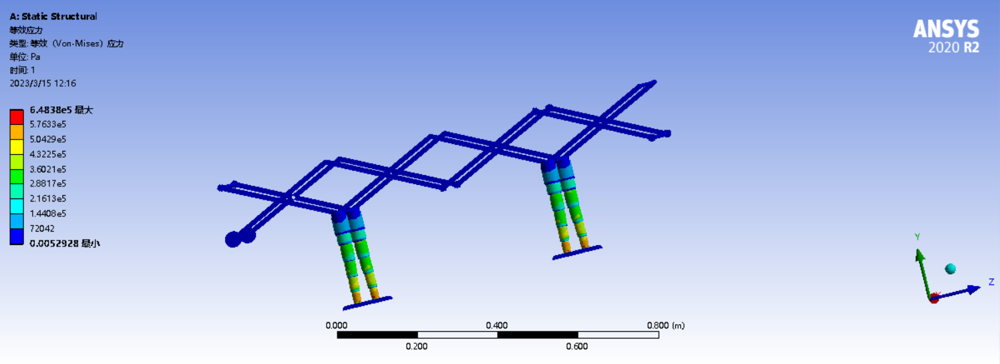 A: Static Structural
等效应力
类型: 等效（Von-Mises）应力
单位: Pa
时间: 1
2023/3/15 12:16
6.4838e5 最大
5.7633e5
5.0429e5
4.3225e5
3.6021e5
2.8817e5
2.1613e5
1.4408e5
72042
0.0052928 最小
ANSYS
2020 R2
0.000 0.400 0.800 (m)
0.200 0.600
Y
Z
X